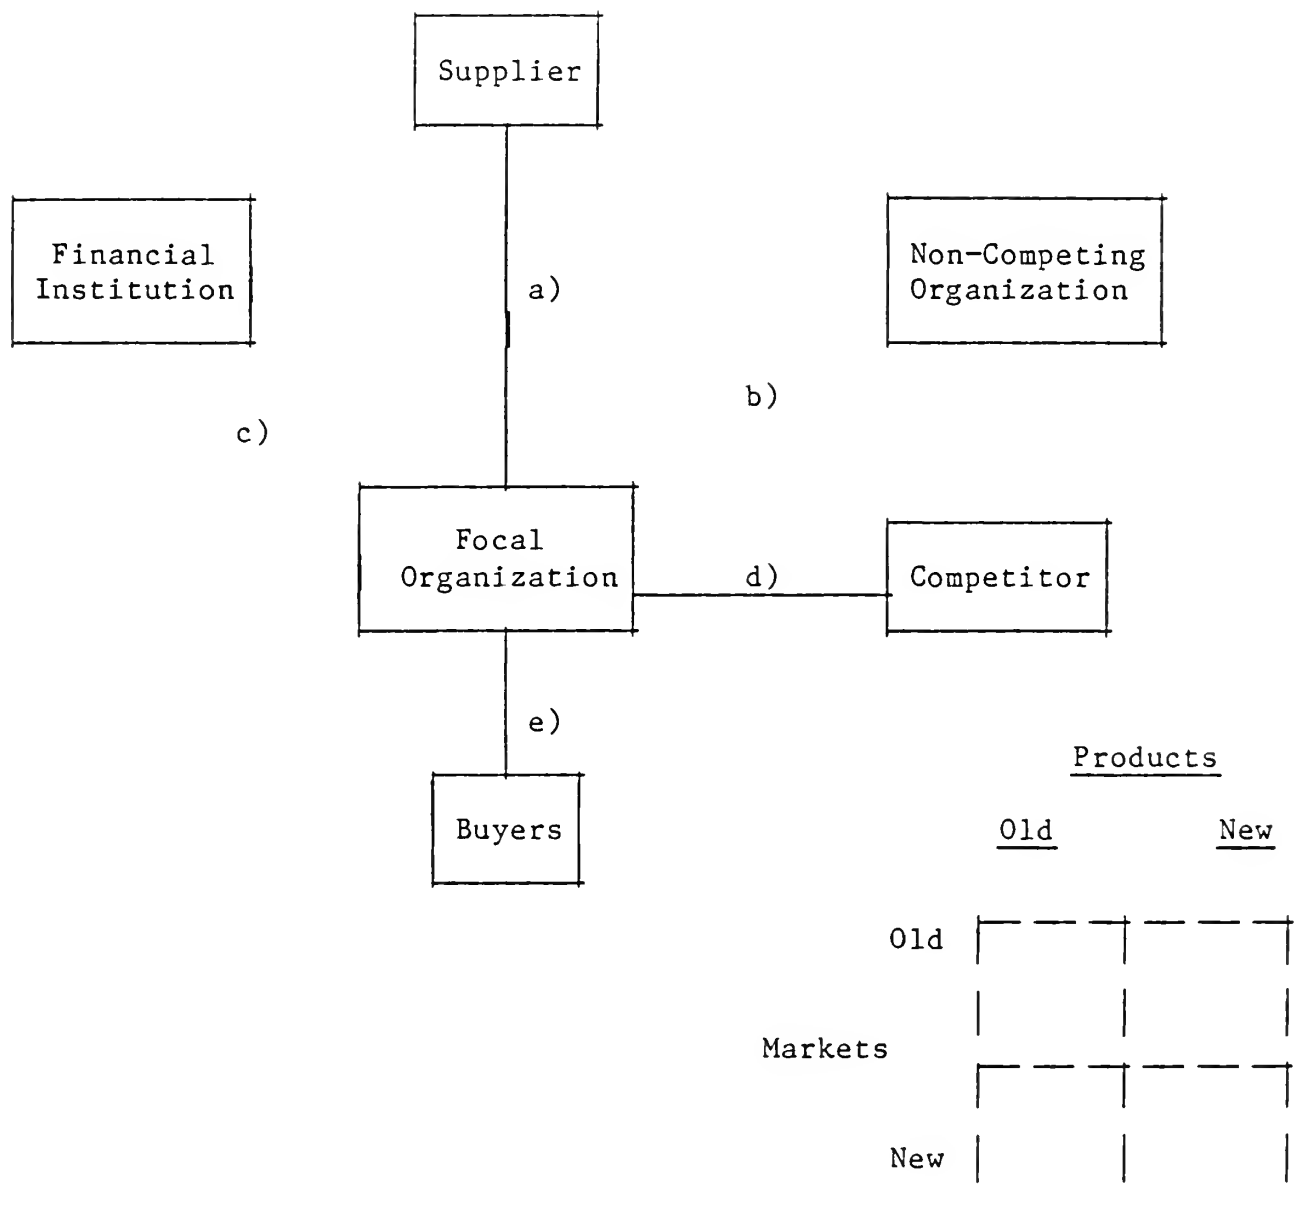 Supplier
Financial
Institution
Non-Competing
Organization
a)
b)
c)
Focal
Organization
d)
Competitor
e)
Buyers
Products
Old
New
Old
Markets
New